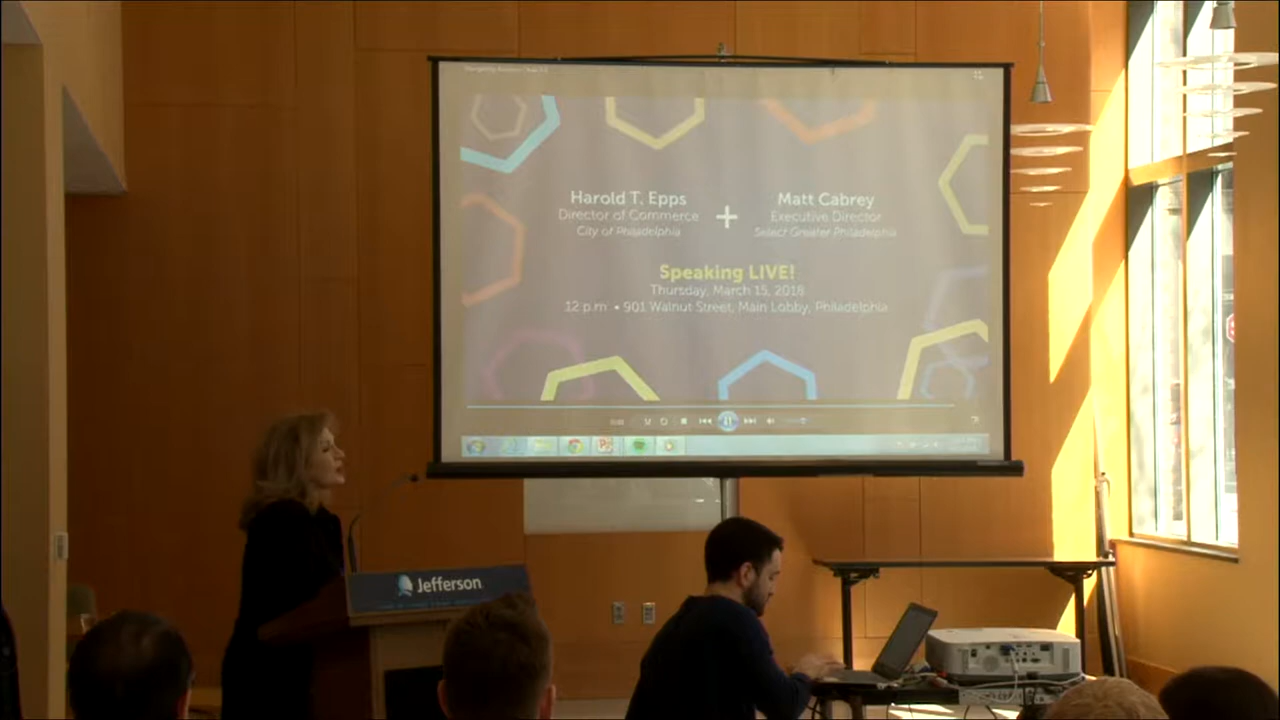 Harold T. Epps
Director of Commerce
City of Philadelphia
+
Matt Cabrey
Executive Director
Select Greater Philadelphia
Speaking LIVE!
Thursday, March 15, 2018
12 p.m. • 901 Walnut Street, Main Lobby, Philadelphia
Jefferson